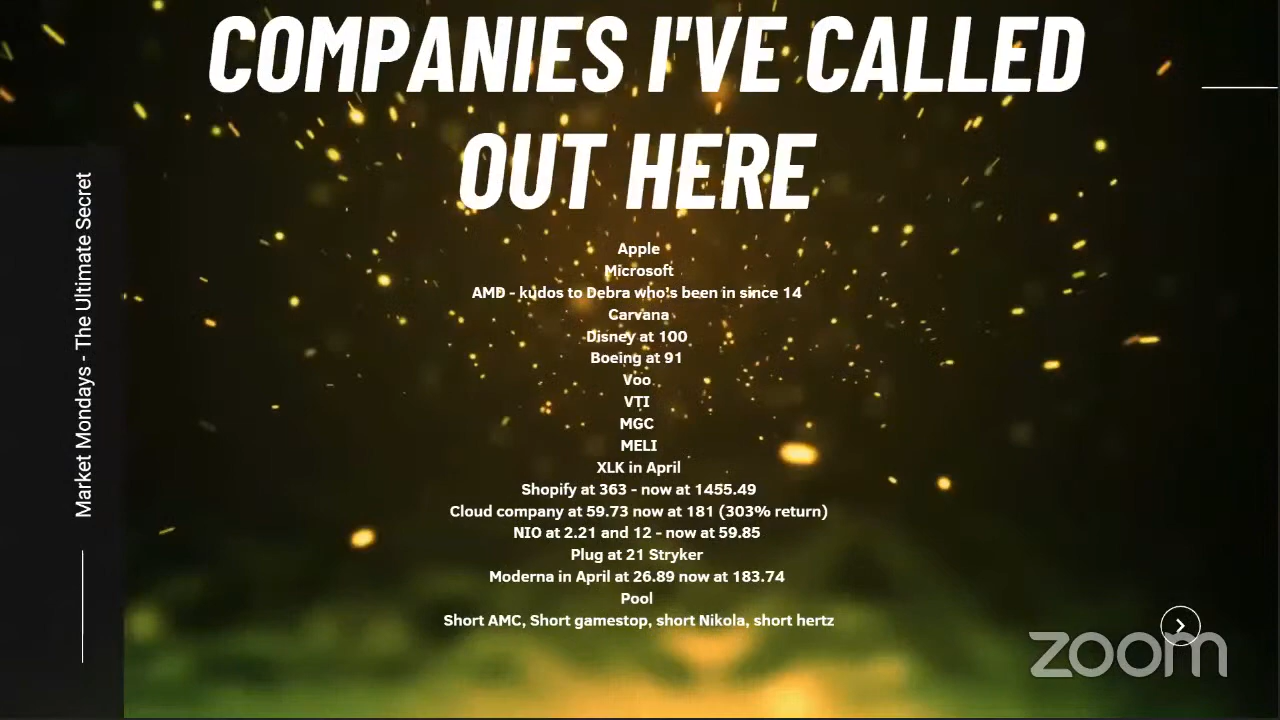 COMPANIES I'VE CALLED
OUT HERE
Market Mondays - The Ultimate Secret
Apple
Microsoft
AMD - kudos to Debra who's been in since 14
Carvana
Disney at 100
Boeing at 91
Voo
VTI
MGC
MELI
XLK in April
Shopify at 363 - now at 1455.49
Cloud company at 59.73 now at 181 (303% return)
NIO at 2.21 and 12 - now at 59.85
Plug at 21 Stryker
Moderna in April at 26.89 now at 183.74
Pool
Short AMC, Short gamestop, short Nikola, short hertz
zoom